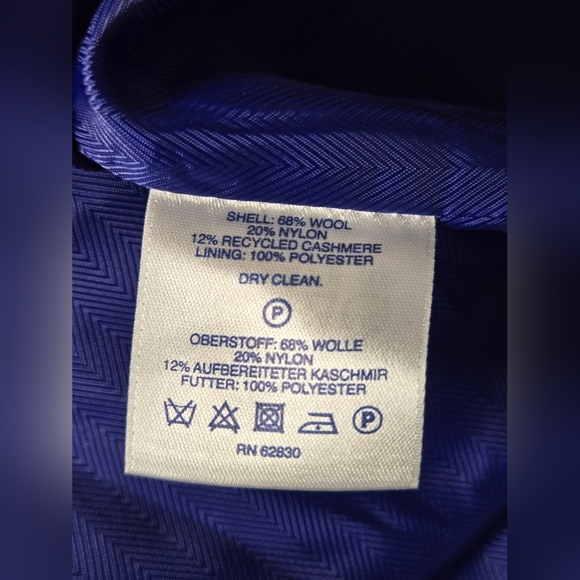 SHELL: 68% WOOL
20% NYLON
12% RECYCLED CASHMERE
LINING: 100% POLYESTER
DRY CLEAN.
P
OBERSTOFF: 68% WOLLE
20% NYLON
12% AUFBEREITETER KASCHMIR
FUTTER: 100% POLYESTER
P
RN 62830